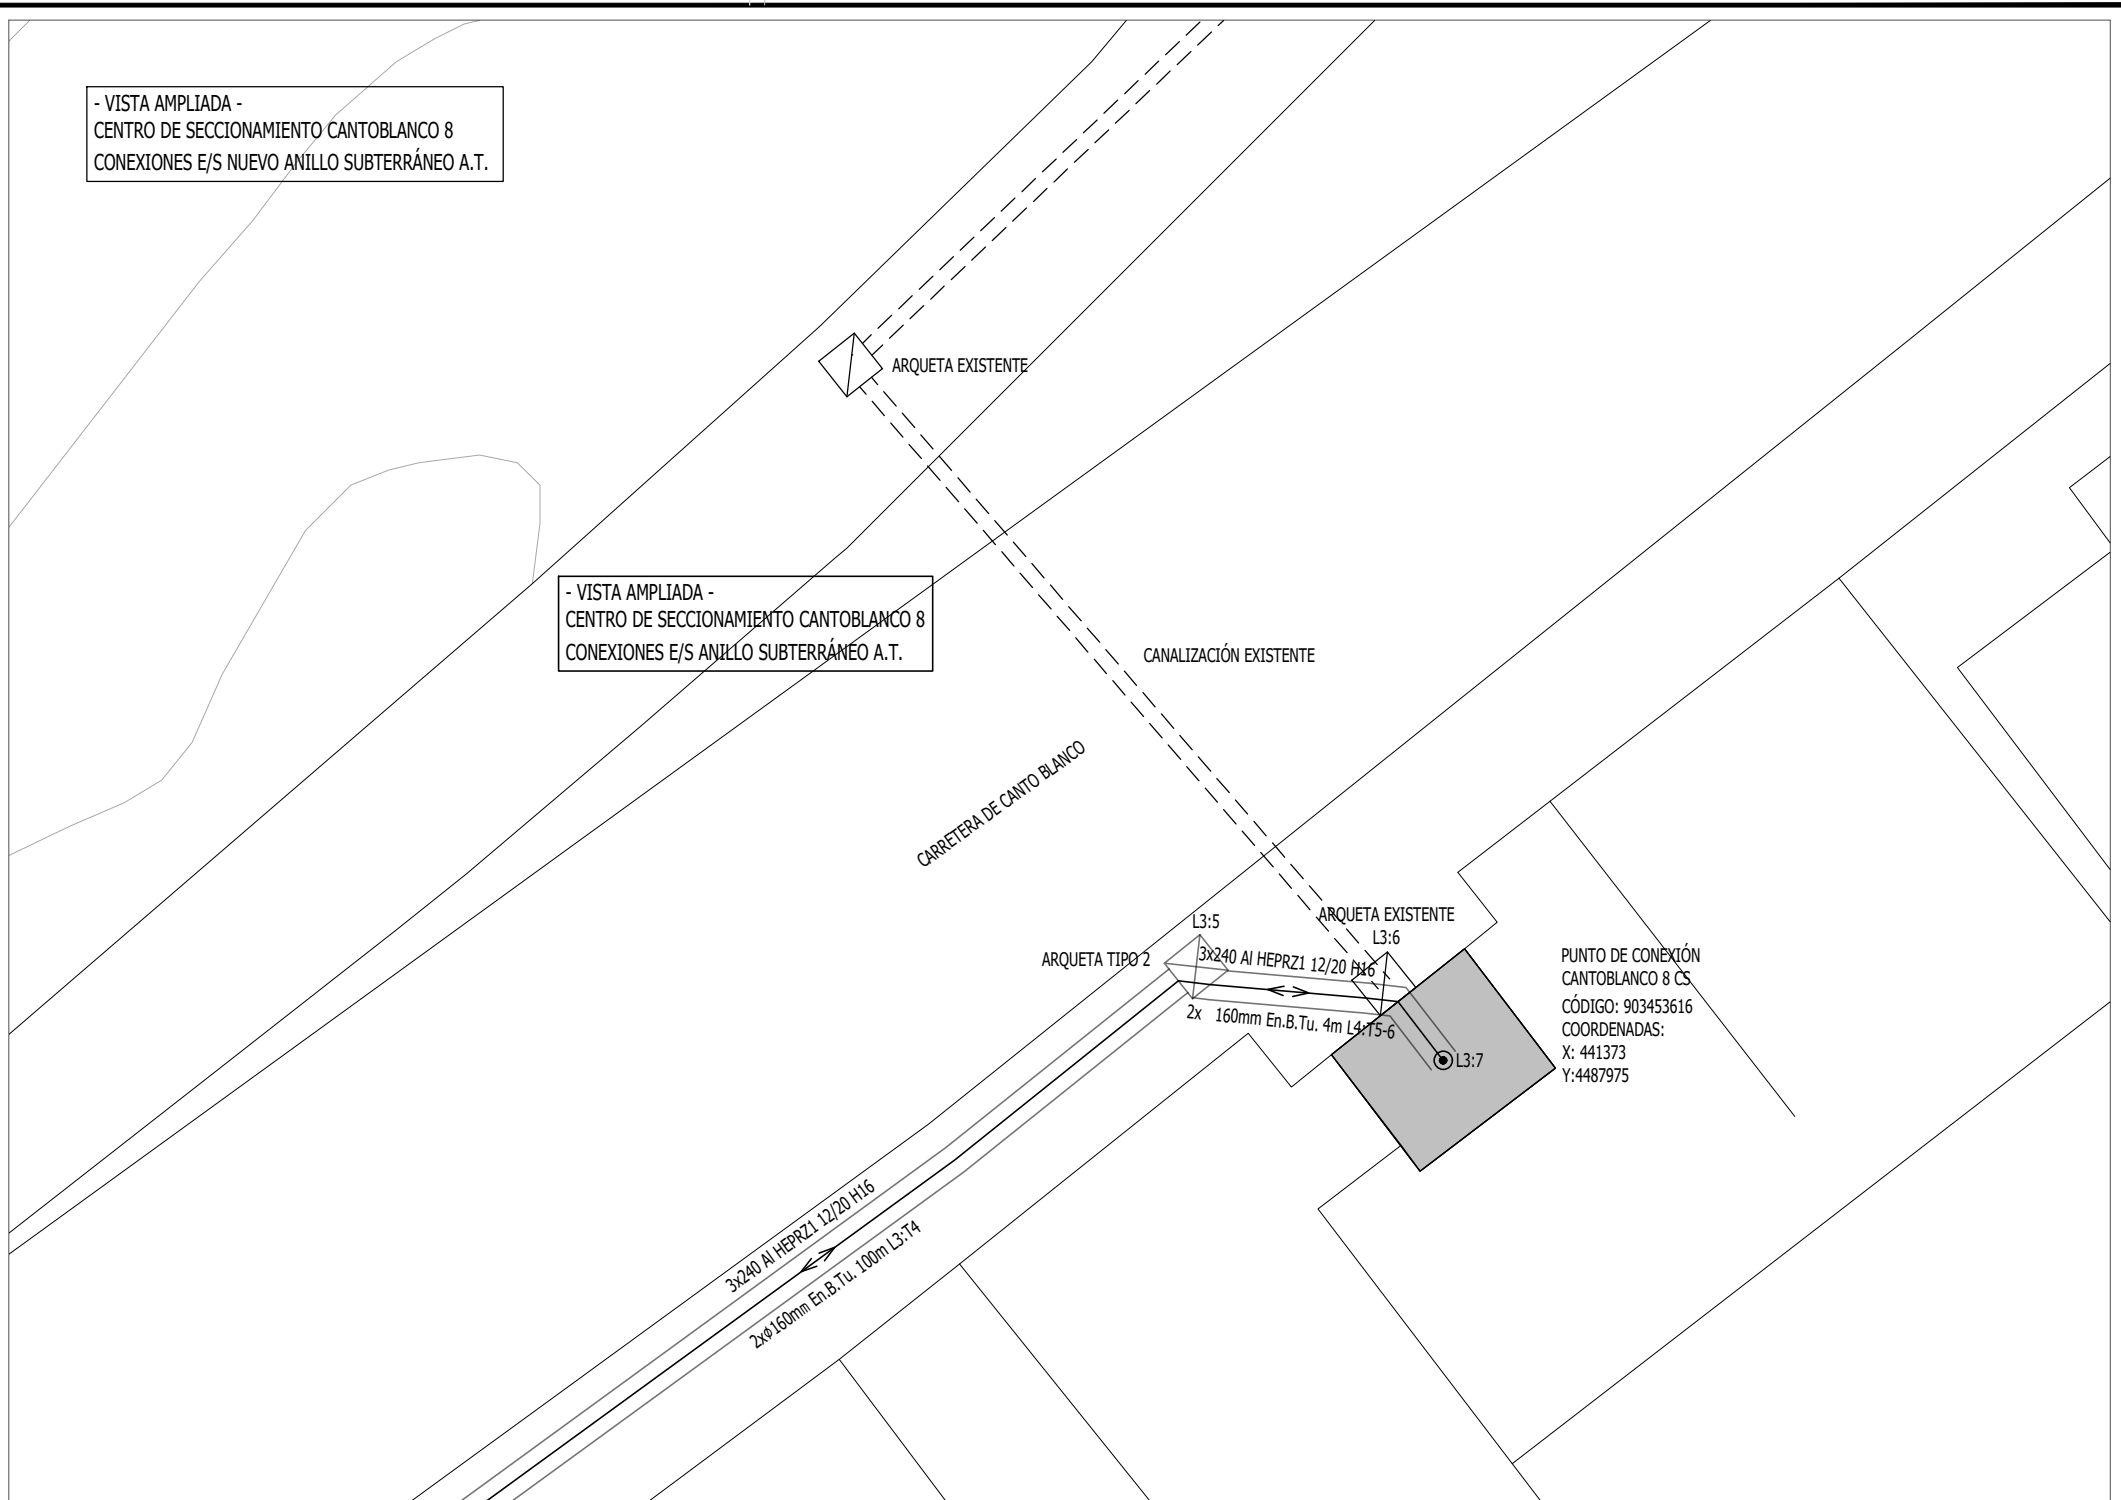 - VISTA AMPLIADA -
CENTRO DE SECCIONAMIENTO CANTOBLANCO 8
CONEXIONES E/S NUEVO ANILLO SUBTERRÁNEO A.T.
ARQUETA EXISTENTE
- VISTA AMPLIADA -
CENTRO DE SECCIONAMIENTO CANTOBLANCO 8
CONEXIONES E/S ANILLO SUBTERRÁNEO A.T.
CANALIZACIÓN EXISTENTE
CARRETERA DE CANTO BLANCO
ARQUETA EXISTENTE
L3:6
L3:5
ARQUETA TIPO 2
3x240 Al HEPRZ1 12/20 H16
2x 160mm En.B.Tu. 4m L4:T5-6
L3:7
PUNTO DE CONEXIÓN
CANTOBLANCO 8 CS
CÓDIGO: 903453616
COORDENADAS:
X: 441373
Y:4487975
3x240 Al HEPRZ1 12/20 H16
2xφ160mm En.B.Tu. 100m L3:T4